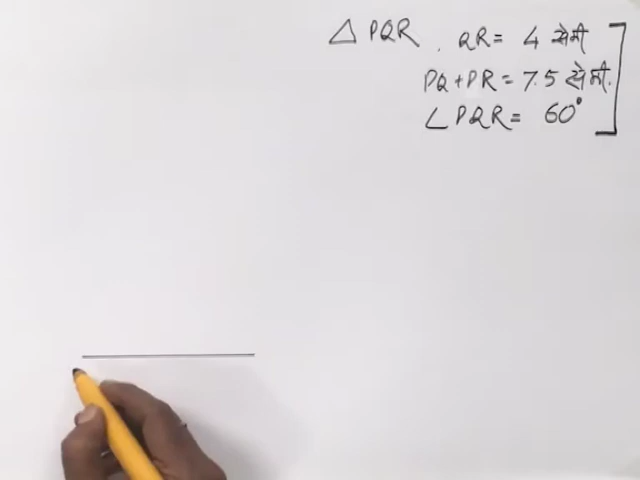 △ PQR. QR = 4 सेमी
PQ + PR = 7.5 सेमी.
∠PQR = 60°